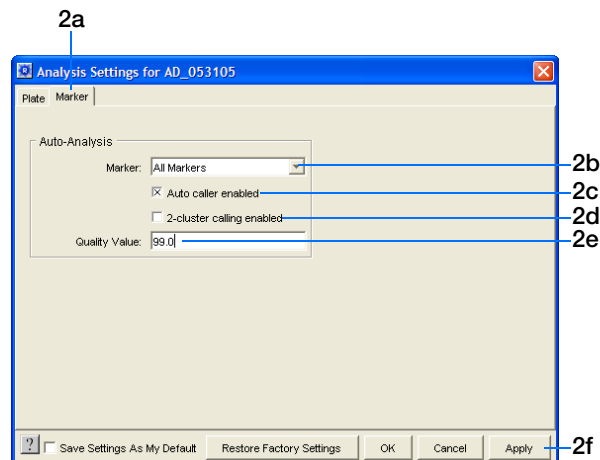 2a
Analysis Settings for AD_053105
Plate Marker
Auto-Analysis
Marker: All Markers 2b
Auto caller enabled 2c
2-cluster calling enabled 2d
Quality Value: 99.0 2e
? Save Settings As My Default Restore Factory Settings OK Cancel Apply 2f